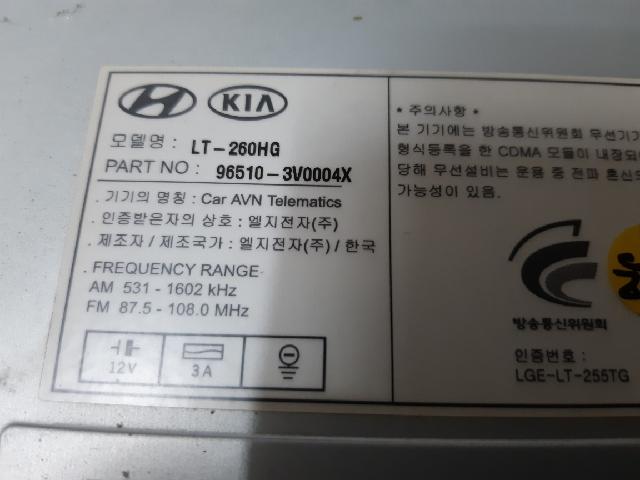 KIA
모델명 : LT-260HG
PART NO : 96510-3V0004X
. 기기의 명칭 : Car AVN Telematics
. 인증받은자의 상호 : 엘지전자(주)
. 제조자 / 제조국가 : 엘지전자(주) / 한국
. FREQUENCY RANGE
AM 531 - 1602 kHz
FM 87.5 - 108.0 MHz
12V
3A
* 주의사항 *
본 기기에는 방송통신위원회 무선기기
형식등록을 한 CDMA 모듈이 내장되어
당해 무선설비는 운용 중 전파 혼신의
가능성이 있음
방송통신위원회
인증번호 :
LGE-LT-255TG